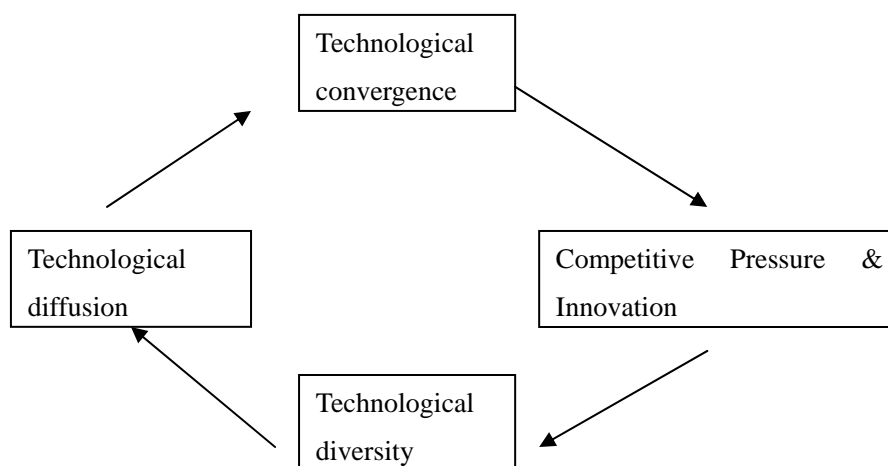 Technological
convergence
Technological
diffusion
Competitive Pressure &
Innovation
Technological
diversity